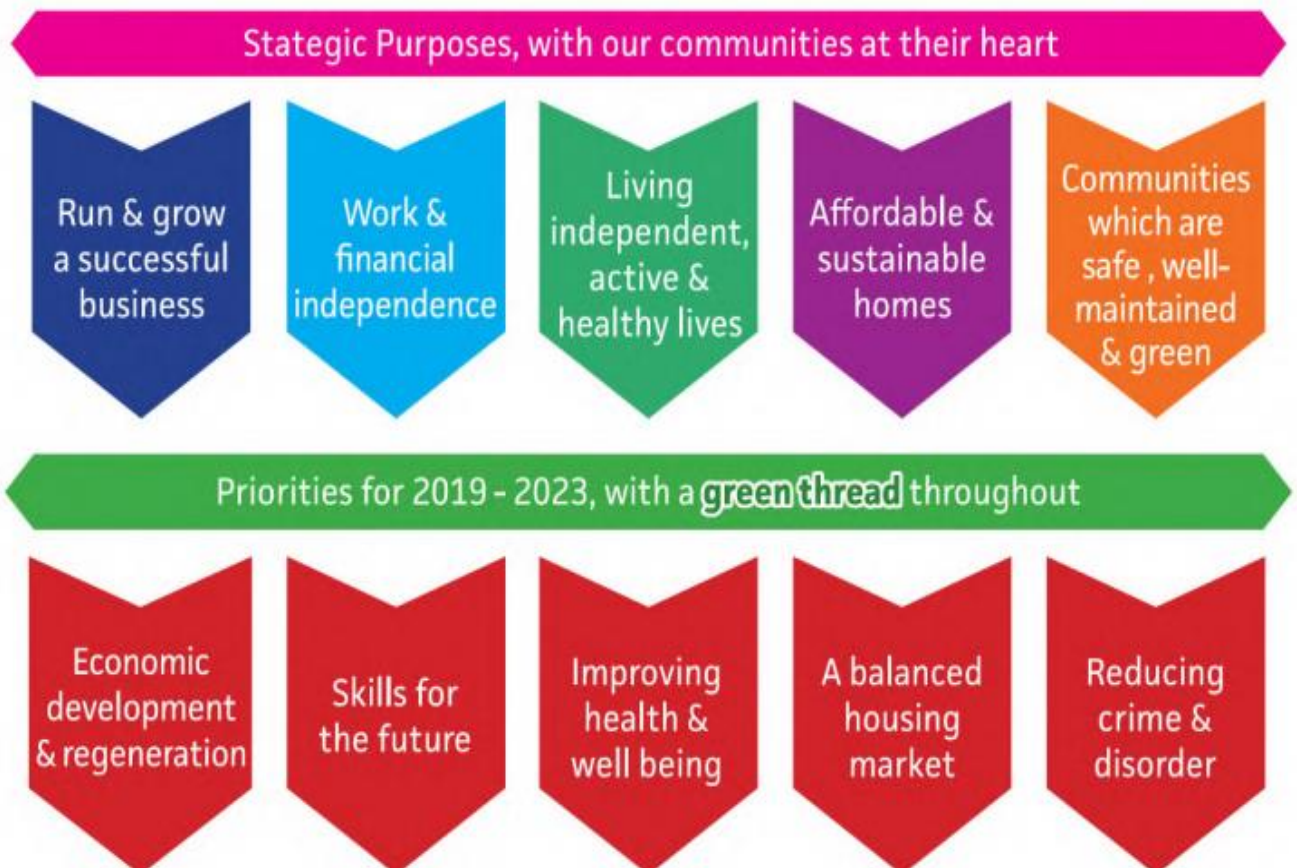 Stategic Purposes, with our communities at their heart
Run & grow
a successful
business
Work &
financial
independence
Living
independent,
active &
healthy lives
Affordable &
sustainable
homes
Communities
which are
safe , well-
maintained
& green
Priorities for 2019 - 2023, with a green thread throughout
Economic
development
& regeneration
Skills for
the future
Improving
health &
well being
A balanced
housing
market
Reducing
crime &
disorder